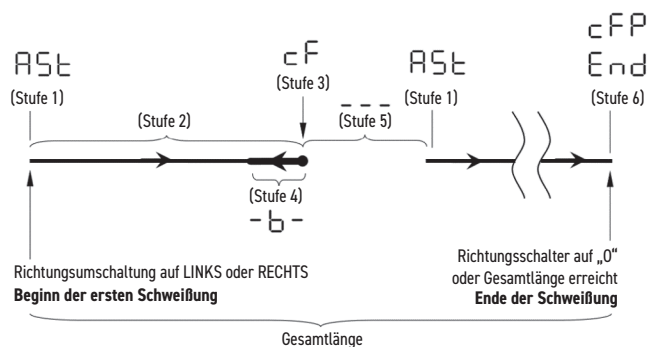 cFP
ASt cF ASt End
(Stufe 1) (Stufe 3) (Stufe 1) (Stufe 6)
(Stufe 2) --- (Stufe 5)
(Stufe 4)
-b-
Richtungsumschaltung auf LINKS oder RECHTS
Beginn der ersten Schweißung
Richtungsschalter auf „0“
oder Gesamtlänge erreicht
Ende der Schweißung
Gesamtlänge